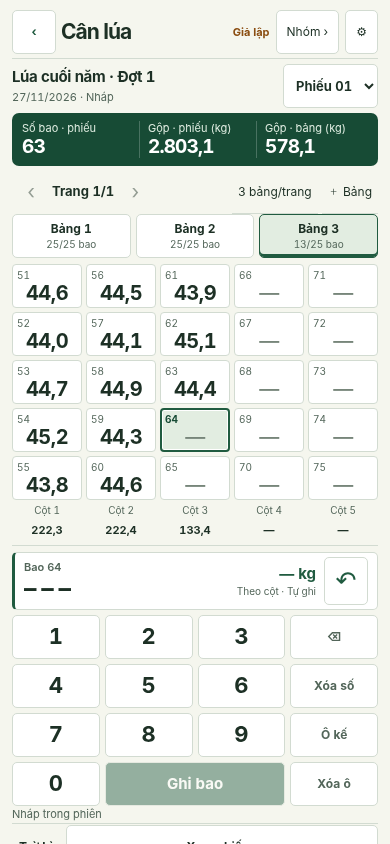 ‹ Cân lúa Giả lập Nhóm › ⚙
Lúa cuối năm · Đợt 1
27/11/2026 · Nháp
Phiếu 01
Số bao · phiếu Gộp · phiếu (kg) Gộp · bảng (kg)
63 2.803,1 578,1
‹ Trang 1/1 › 3 bảng/trang + Bảng
Bảng 1 Bảng 2 Bảng 3
25/25 bao 25/25 bao 13/25 bao
51 56 61 66 71
44,6 44,5 43,9 — —
52 57 62 67 72
44,0 44,1 45,1 — —
53 58 63 68 73
44,7 44,9 44,4 — —
54 59 64 69 74
45,2 44,3 — — —
55 60 65 70 75
43,8 44,6 — — —
Cột 1 Cột 2 Cột 3 Cột 4 Cột 5
222,3 222,4 133,4 — —
Bao 64
– – –
— kg
Theo cột · Tự ghi
↶
1 2 3 ⌫
4 5 6 Xóa số
7 8 9 Ô kế
0 Ghi bao Xóa ô
Nháp trong phiên